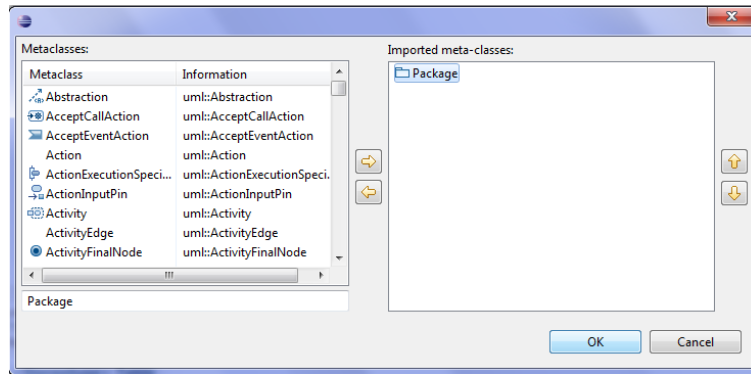 Metaclasses:
Metaclass Information
Abstraction uml::Abstraction
AcceptCallAction uml::AcceptCallAction
AcceptEventAction uml::AcceptEventAction
Action uml::Action
ActionExecutionSpeci... uml::ActionExecutionSpeci.
ActionInputPin uml::ActionInputPin
Activity uml::Activity
ActivityEdge uml::ActivityEdge
ActivityFinalNode uml::ActivityFinalNode
Package
Imported meta-classes:
Package
OK Cancel